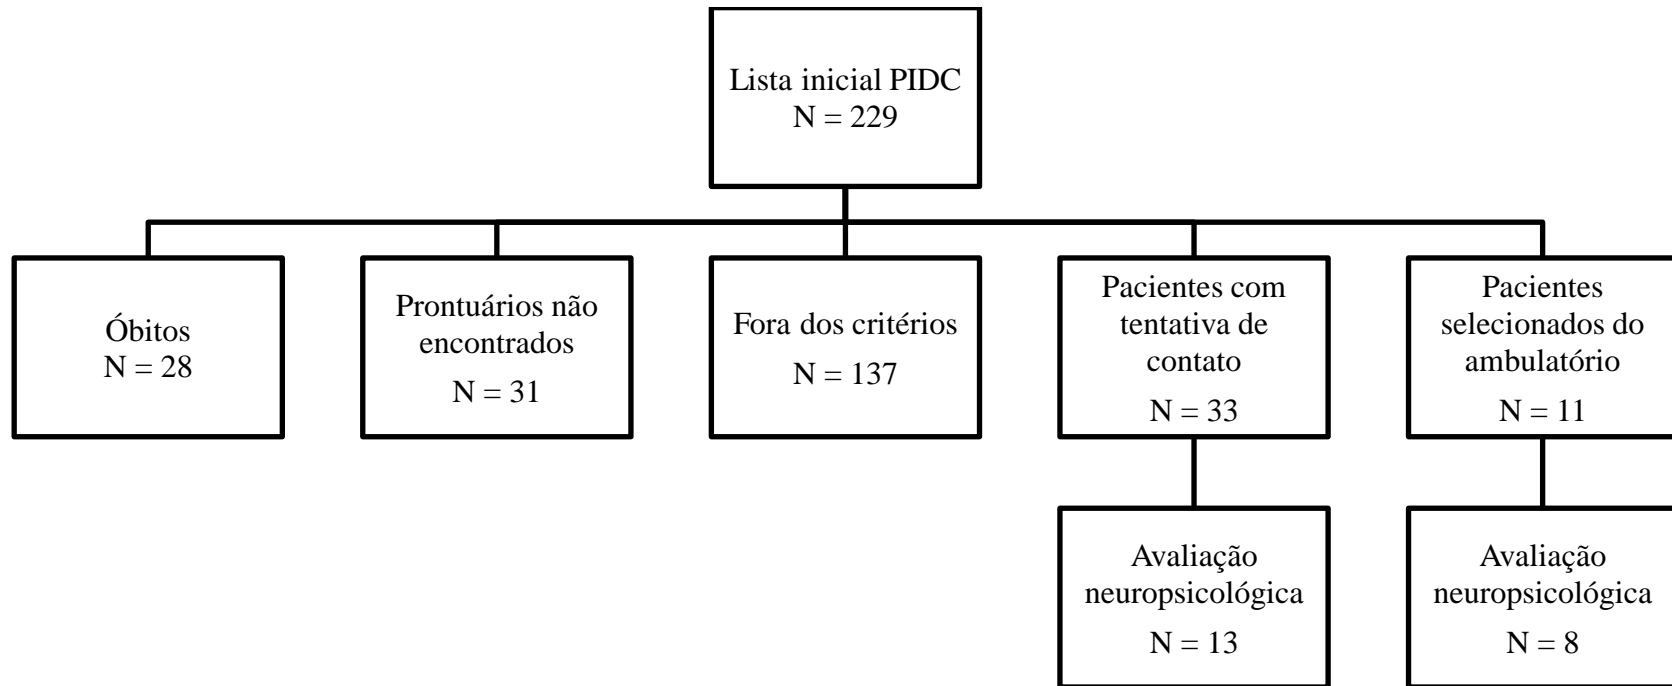 Lista inicial PIDC
N = 229
Óbitos
N = 28
Prontuários não
encontrados
N = 31
Fora dos critérios
N = 137
Pacientes com
tentativa de
contato
N = 33
Pacientes
selecionados do
ambulatório
N = 11
Avaliação
neuropsicológica
N = 13
Avaliação
neuropsicológica
N = 8